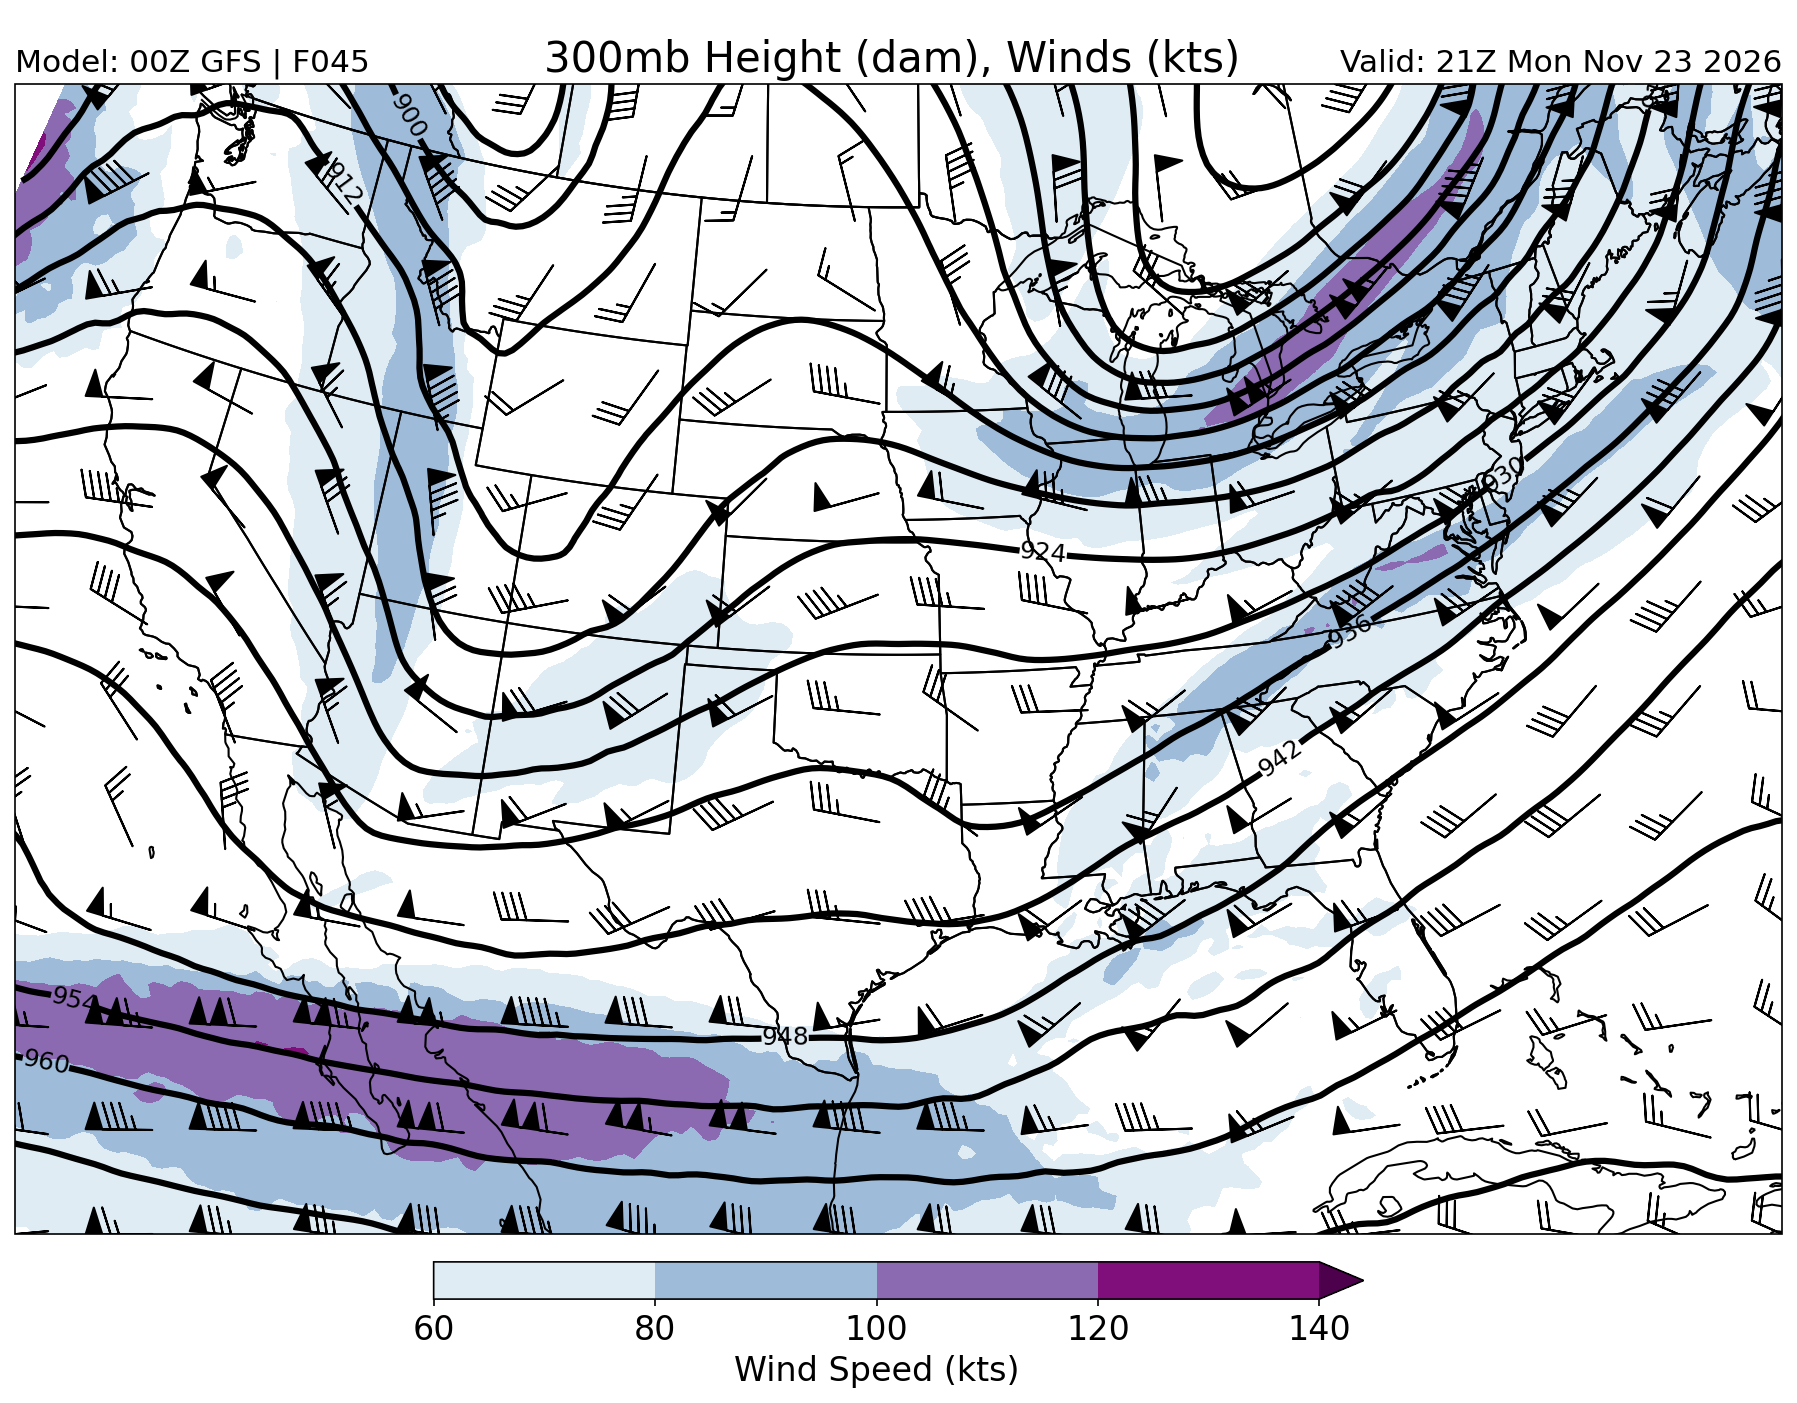 Model: 00Z GFS | F045
300mb Height (dam), Winds (kts)
Valid: 21Z Mon Nov 23 2026
900
912
930
924
936
942
954
948
960
60 80 100 120 140
Wind Speed (kts)